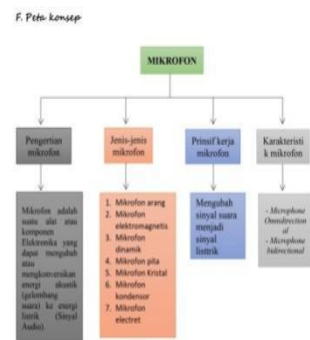 F. Peta konsep
MIKROFON
Pengertian
mikrofon
Jenis-jenis
mikrofon
Prinsif kerja
mikrofon
Karakteristi
k mikrofon
Mikrofon adalah
suatu alat atau
komponen
Elektronika yang
dapat mengubah
atau
mengkonversikan
energi akustik
(gelombang
suara) ke energi
listrik (Sinyal
Audio).
1. Mikrofon arang
2. Mikrofon
elektromagnetis
3. Mikrofon
dinamik
4. Mikrofon pita
5. Mikrofon Kristal
6. Mikrofon
kondensor
7. Mikrofon
electret
Mengubah
sinyal suara
menjadi
sinyal
listtrik
- Microphone
Omnidirection
al
- Microphone
bidirectional